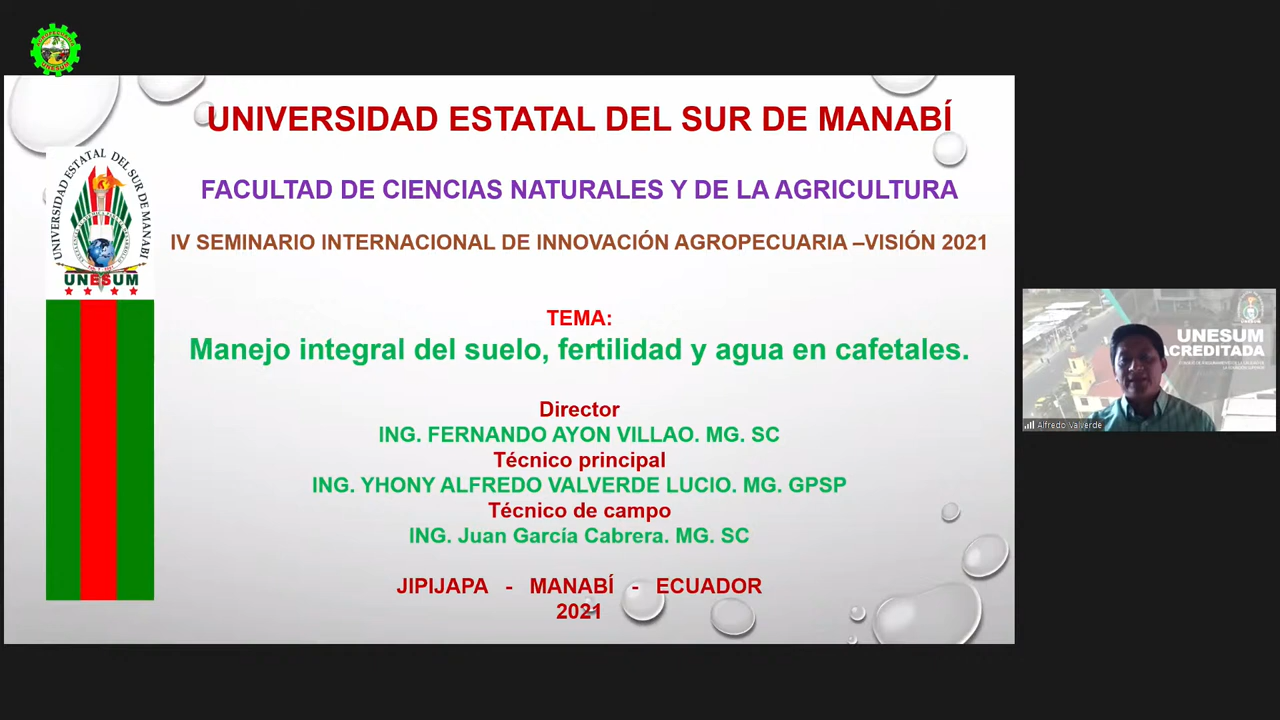 UNIVERSIDAD ESTATAL DEL SUR DE MANABÍ
FACULTAD DE CIENCIAS NATURALES Y DE LA AGRICULTURA
IV SEMINARIO INTERNACIONAL DE INNOVACIÓN AGROPECUARIA –VISIÓN 2021
UNIVERSIDAD ESTATAL DEL SUR DE MANABÍ
UNESUM
TEMA:
Manejo integral del suelo, fertilidad y agua en cafetales.
Director
ING. FERNANDO AYON VILLAO. MG. SC
Técnico principal
ING. YHONY ALFREDO VALVERDE LUCIO. MG. GPSP
Técnico de campo
ING. Juan García Cabrera. MG. SC
JIPIJAPA - MANABÍ - ECUADOR
2021
UNESUM
ACREDITADA
Alfredo Valverde